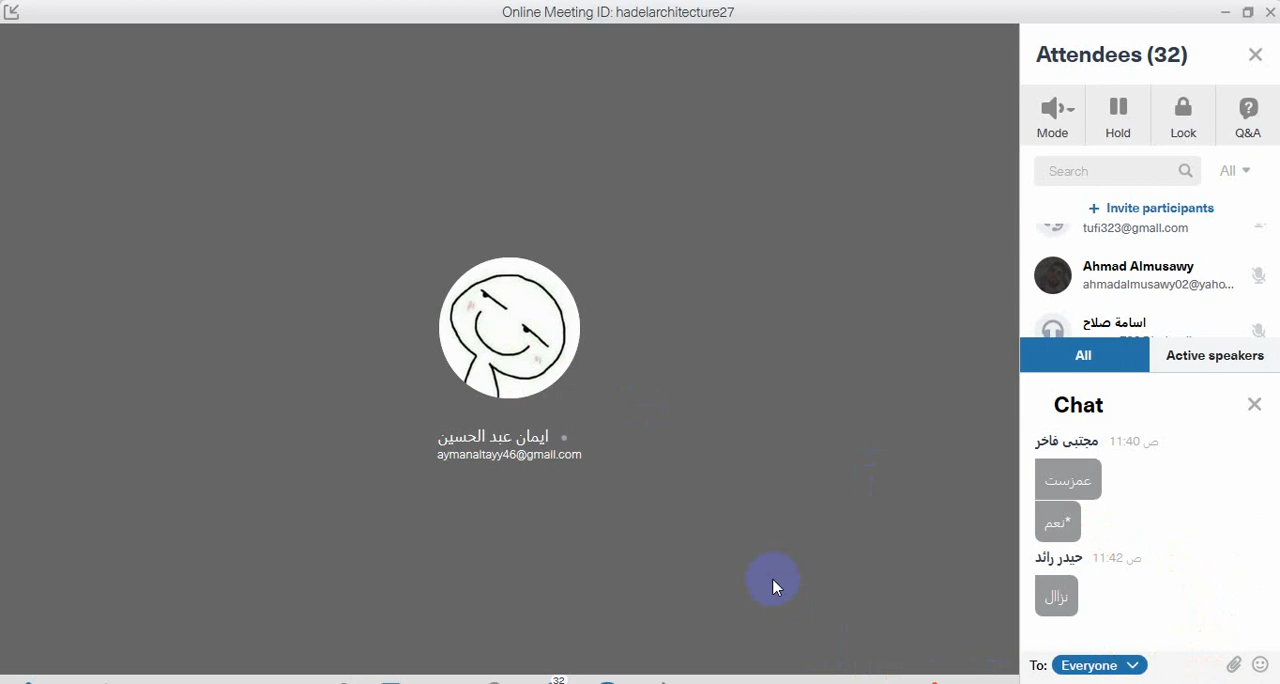 Online Meeting ID: hadelarchitecture27
Attendees (32)
Mode
Hold
Lock
Q&A
Search
All
+ Invite participants
tufi323@gmail.com
Ahmad Almusawy
ahmadalmusawy02@yaho...
اسامة صلاح
All
Active speakers
Chat
مجتبى فاخر 11:40 ص
عمزست
*نعم
حيدر رائد 11:42 ص
نزاال
To: Everyone
ايمان عبد الحسين
aymanaltayy46@gmail.com
32